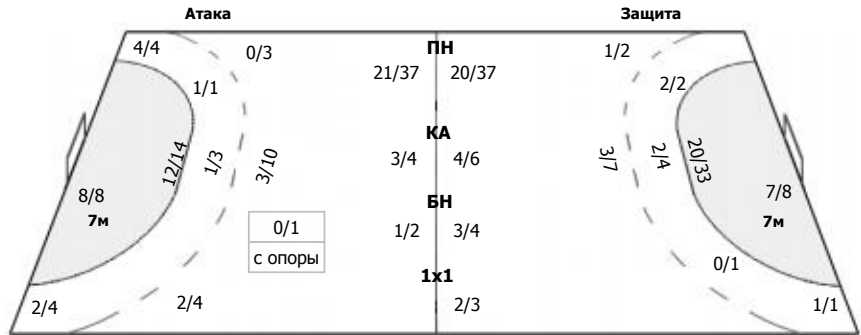 Атака Защита
4/4 0/3 ПН 1/2
21/37 20/37
1/1 2/2
КА
12/14 1/3 3/10 3/4 4/6 3/7 2/4 20/33
8/8 7/8
7м БН 7м
0/1 1/2 3/4
с опоры 0/1
1x1
2/4 2/4 2/3 1/1